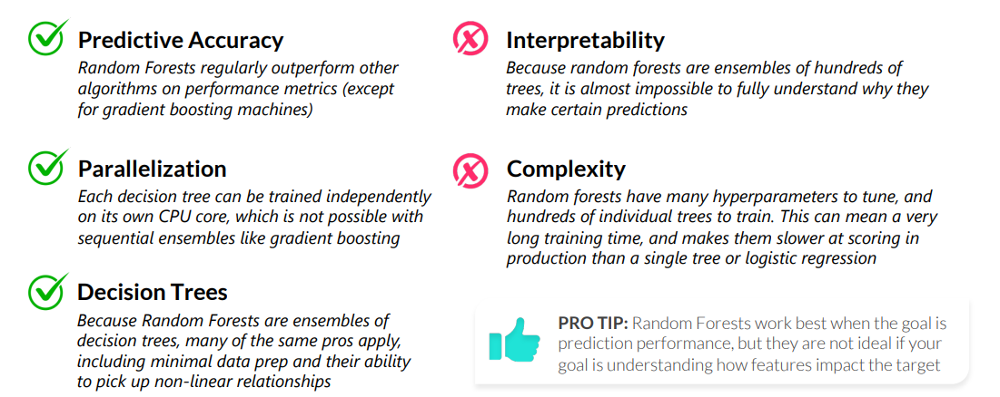 Predictive Accuracy
Random Forests regularly outperform other
algorithms on performance metrics (except
for gradient boosting machines)
Parallelization
Each decision tree can be trained independently
on its own CPU core, which is not possible with
sequential ensembles like gradient boosting
Decision Trees
Because Random Forests are ensembles of
decision trees, many of the same pros apply,
including minimal data prep and their ability
to pick up non-linear relationships
Interpretability
Because random forests are ensembles of hundreds of
trees, it is almost impossible to fully understand why they
make certain predictions
Complexity
Random forests have many hyperparameters to tune, and
hundreds of individual trees to train. This can mean a very
long training time, and makes them slower at scoring in
production than a single tree or logistic regression
PRO TIP: Random Forests work best when the goal is
prediction performance, but they are not ideal if your
goal is understanding how features impact the target